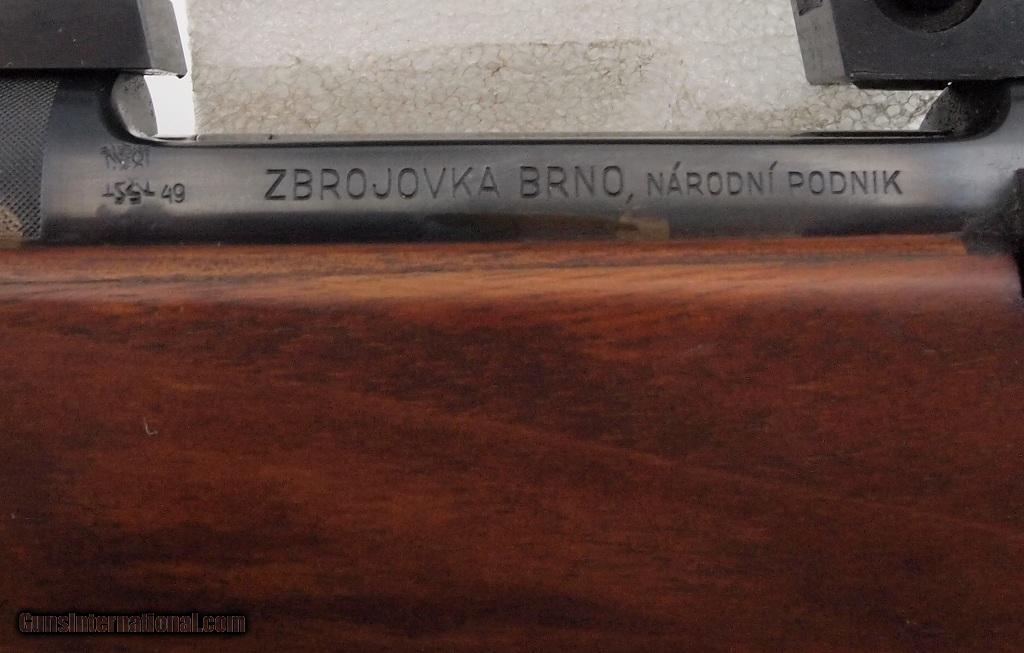 49
ZBROJOVKA BRNO, NÁRODNÍ PODNIK
GunsInternational.com